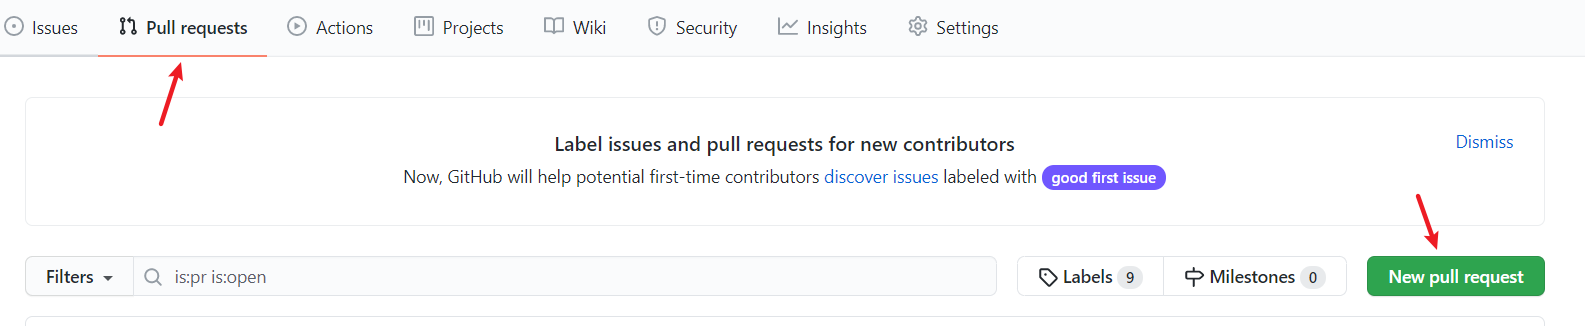 Issues Pull requests Actions Projects Wiki Security Insights Settings
Label issues and pull requests for new contributors
Dismiss
Now, GitHub will help potential first-time contributors discover issues labeled with good first issue
Filters is:pr is:open Labels 9 Milestones 0 New pull request